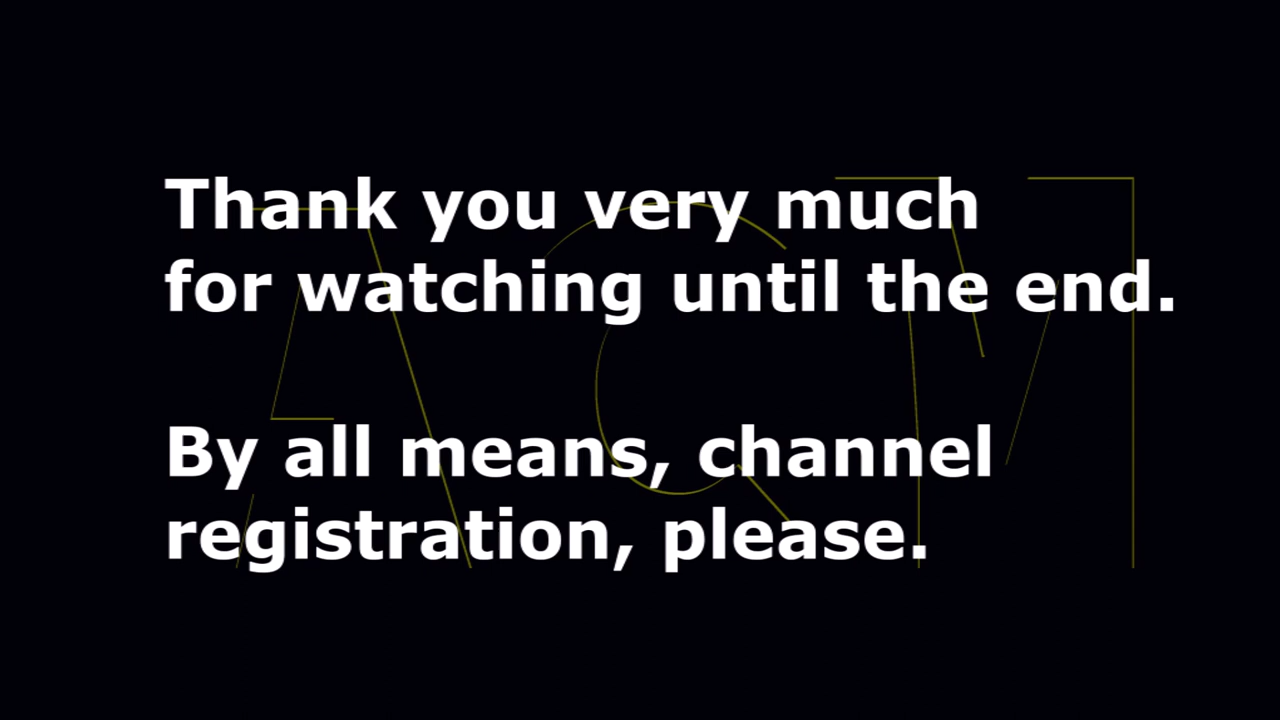 Thank you very much
for watching until the end.
By all means, channel
registration, please.